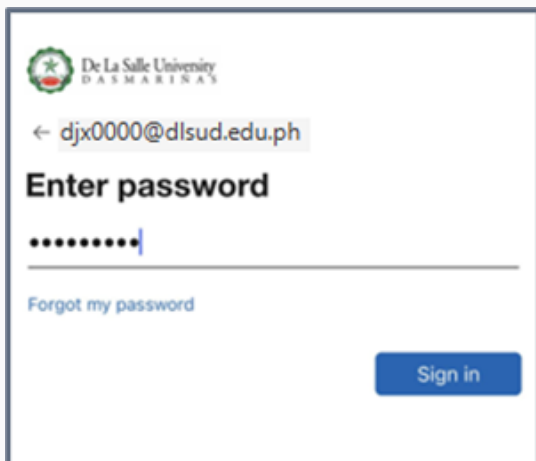 De La Salle University
DASMARIÑAS
← djx0000@dlsud.edu.ph
Enter password
•••••••••
Forgot my password
Sign in